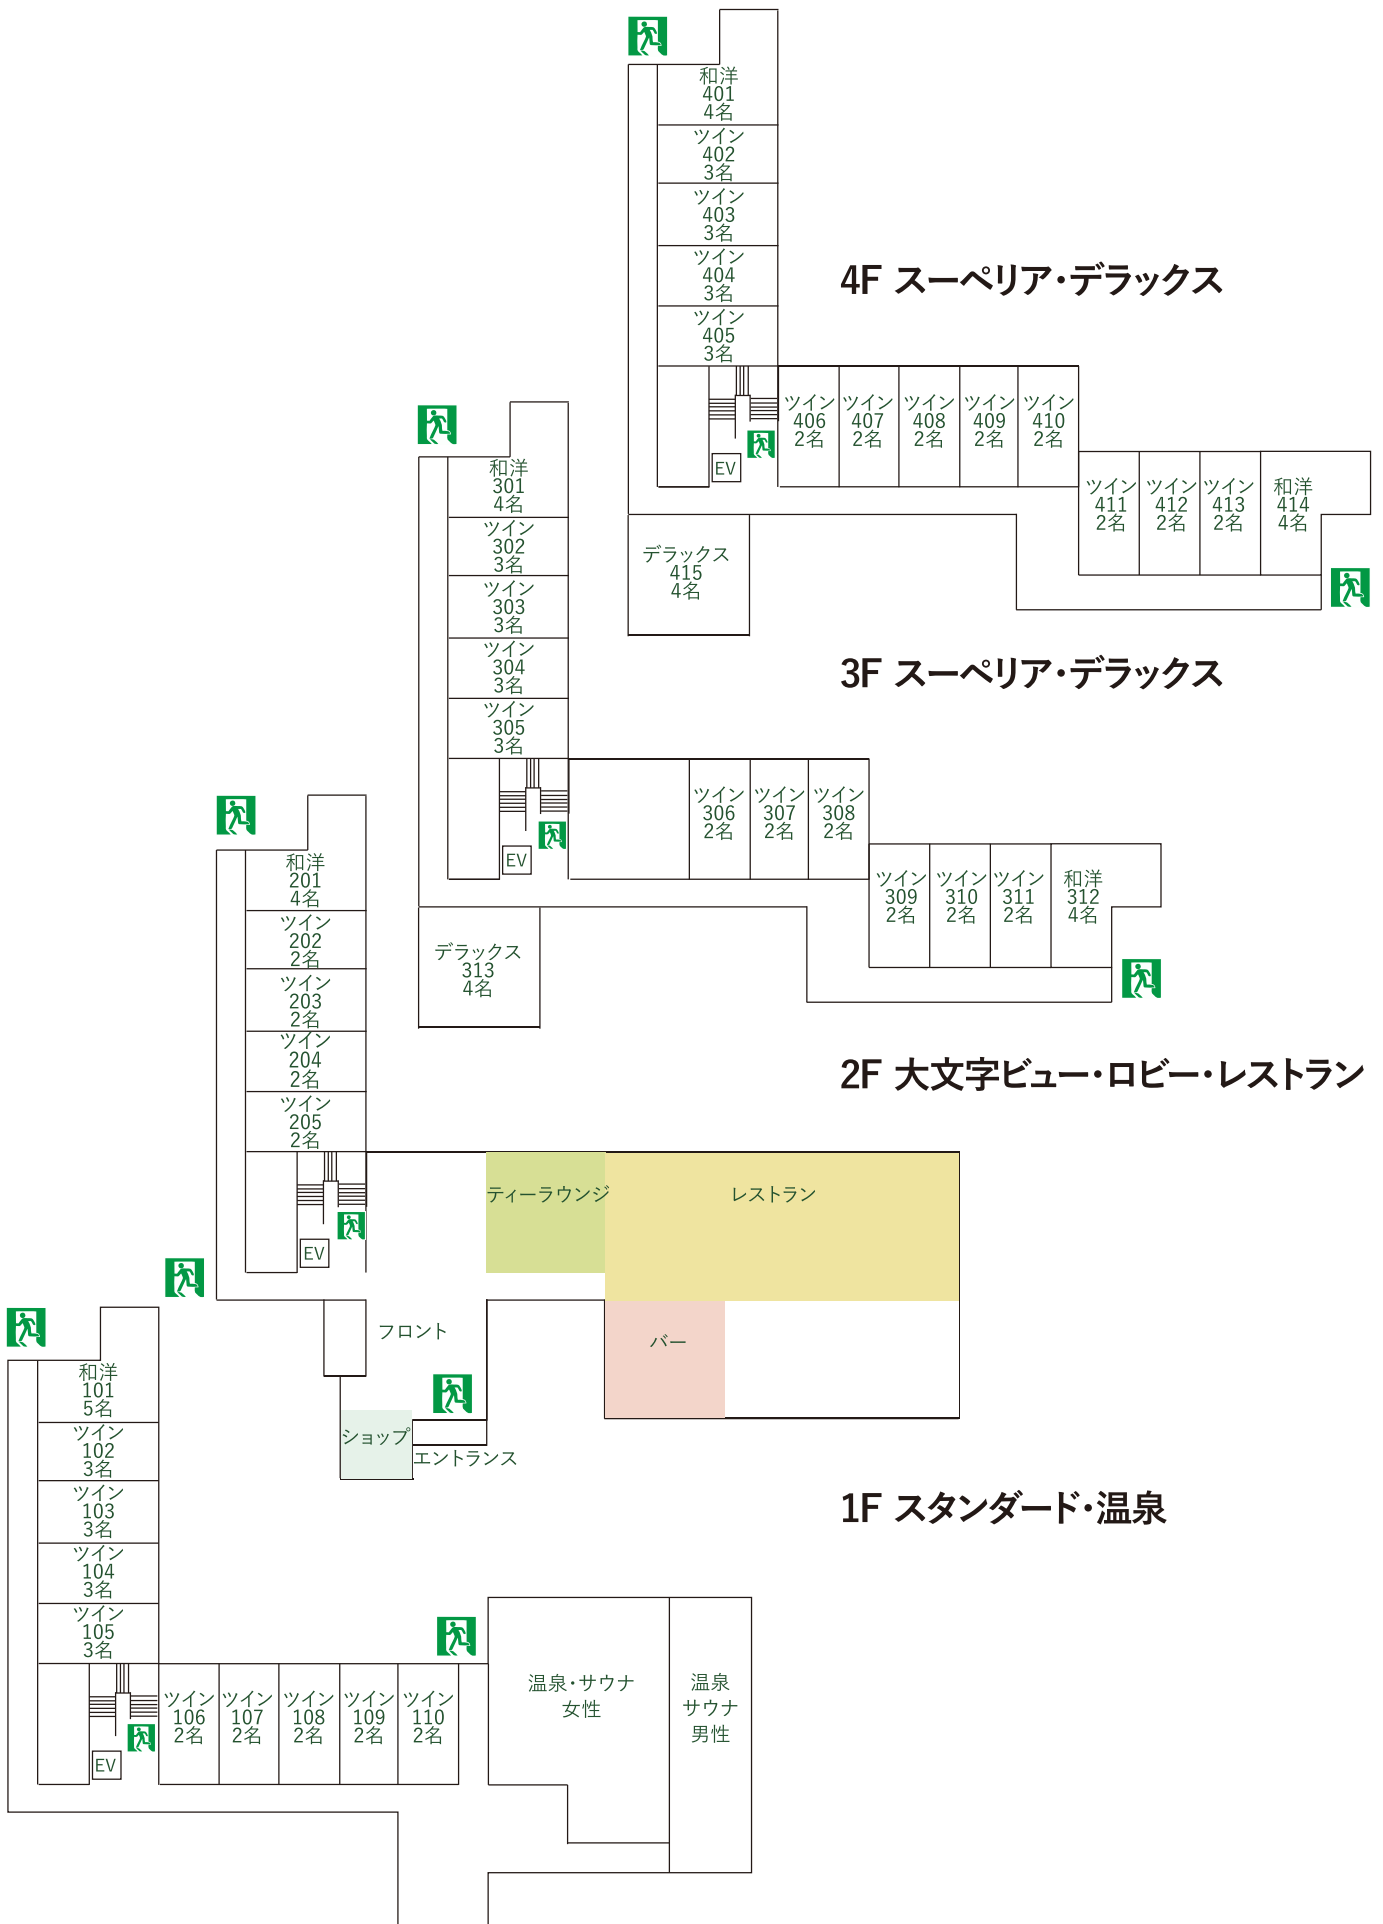 4F スーペリア・デラックス
和洋
401
4名
ツイン
402
3名
ツイン
403
3名
ツイン
404
3名
ツイン
405
3名
EV
ツイン
406
2名
ツイン
407
2名
ツイン
408
2名
ツイン
409
2名
ツイン
410
2名
ツイン
411
2名
ツイン
412
2名
ツイン
413
2名
和洋
414
4名
デラックス
415
4名
3F スーペリア・デラックス
和洋
301
4名
ツイン
302
3名
ツイン
303
3名
ツイン
304
3名
ツイン
305
3名
EV
ツイン
306
2名
ツイン
307
2名
ツイン
308
2名
ツイン
309
2名
ツイン
310
2名
ツイン
311
2名
和洋
312
4名
デラックス
313
4名
2F 大文字ビュー・ロビー・レストラン
和洋
201
4名
ツイン
202
2名
ツイン
203
2名
ツイン
204
2名
ツイン
205
2名
EV
ティーラウンジ
レストラン
フロント
バー
ショップ
エントランス
1F スタンダード・温泉
和洋
101
5名
ツイン
102
3名
ツイン
103
3名
ツイン
104
3名
ツイン
105
3名
EV
ツイン
106
2名
ツイン
107
2名
ツイン
108
2名
ツイン
109
2名
ツイン
110
2名
温泉・サウナ
女性
温泉
サウナ
男性